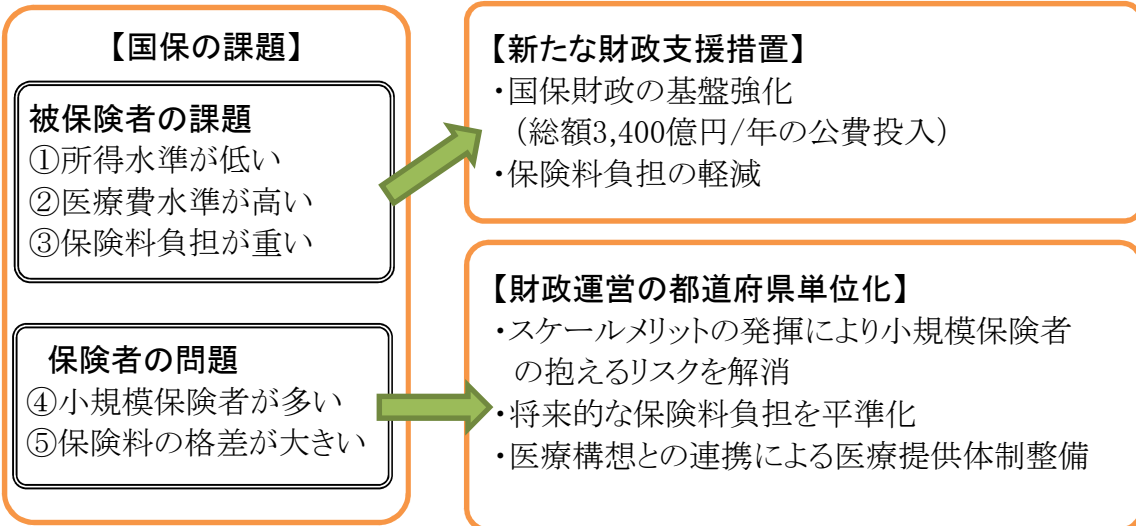 【国保の課題】
被保険者の課題
①所得水準が低い
②医療費水準が高い
③保険料負担が重い
保険者の問題
④小規模保険者が多い
⑤保険料の格差が大きい
【新たな財政支援措置】
・国保財政の基盤強化
（総額3,400億円/年の公費投入）
・保険料負担の軽減
【財政運営の都道府県単位化】
・スケールメリットの発揮により小規模保険者
の抱えるリスクを解消
・将来的な保険料負担を平準化
・医療構想との連携による医療提供体制整備